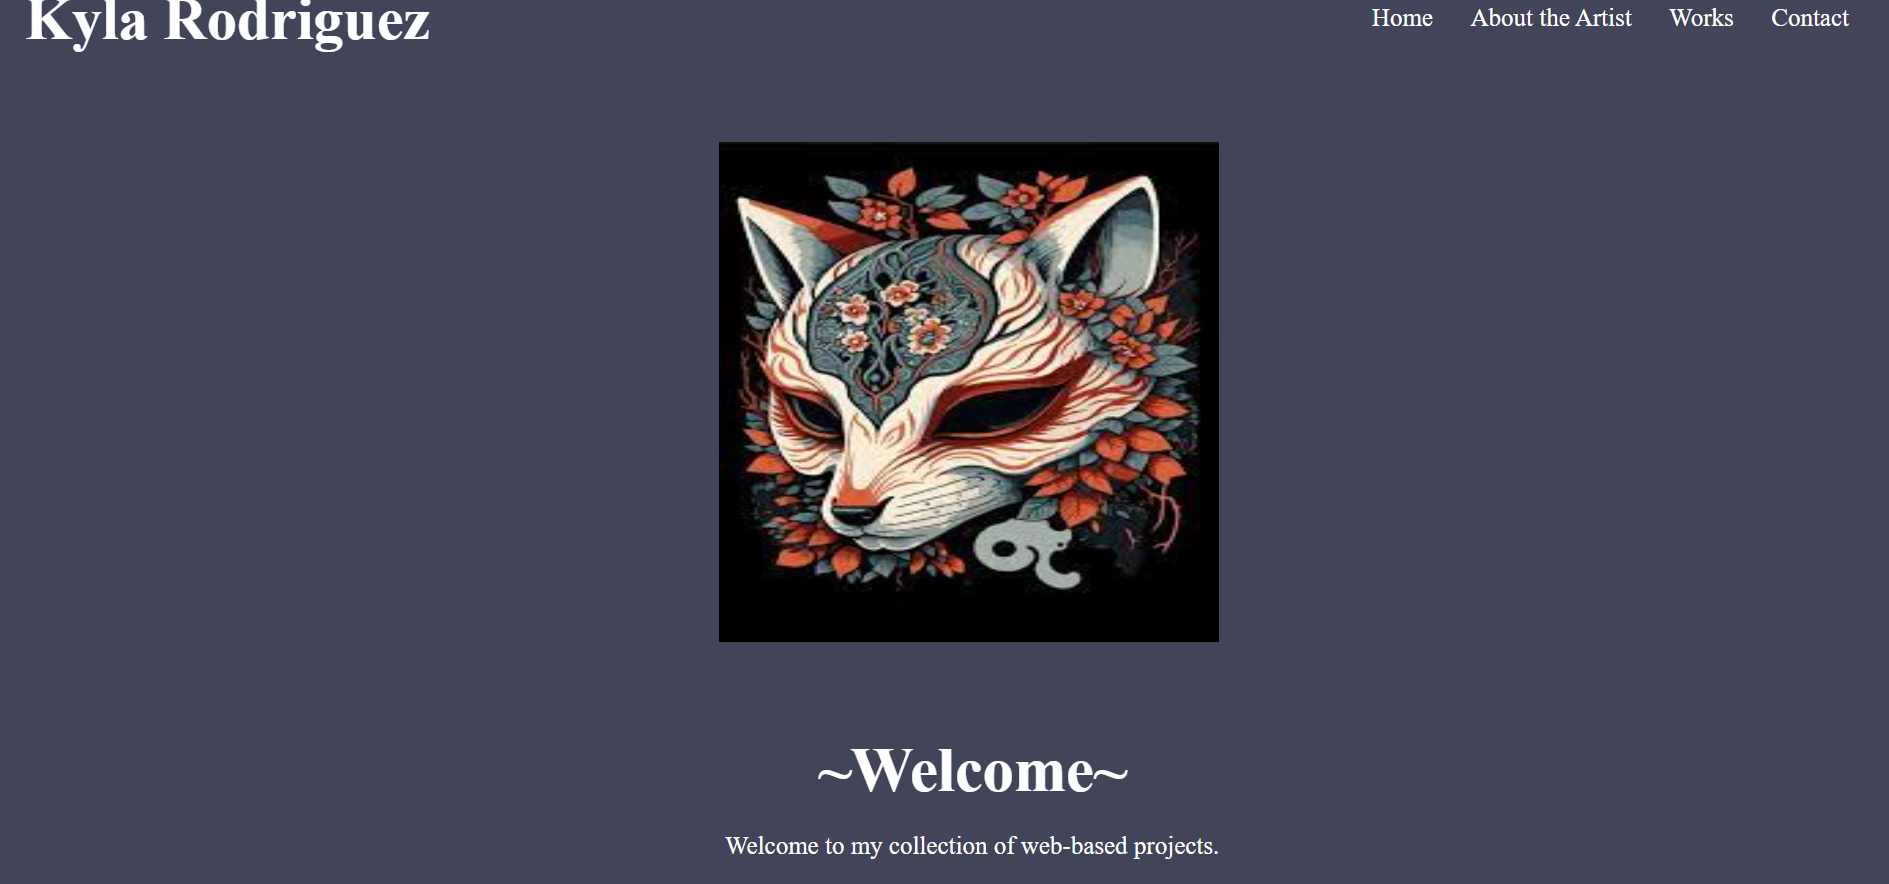 Kyla Rodriguez
Home About the Artist Works Contact
~Welcome~
Welcome to my collection of web-based projects.